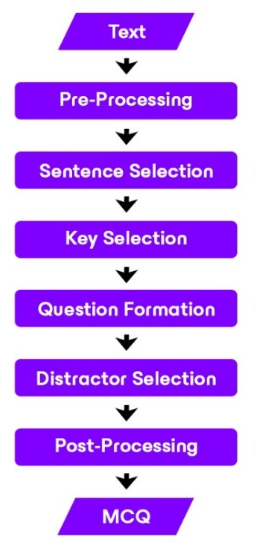 Text
Pre-Processing
Sentence Selection
Key Selection
Question Formation
Distractor Selection
Post-Processing
MCQ